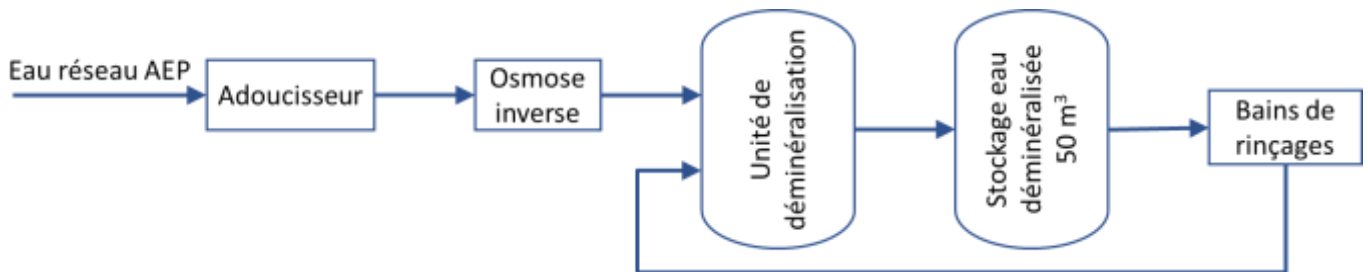 Eau réseau AEP
Adoucisseur
Osmose
inverse
Unité de
déminéralisation
Stockage eau
déminéralisée
50 m³
Bains de
rinçages